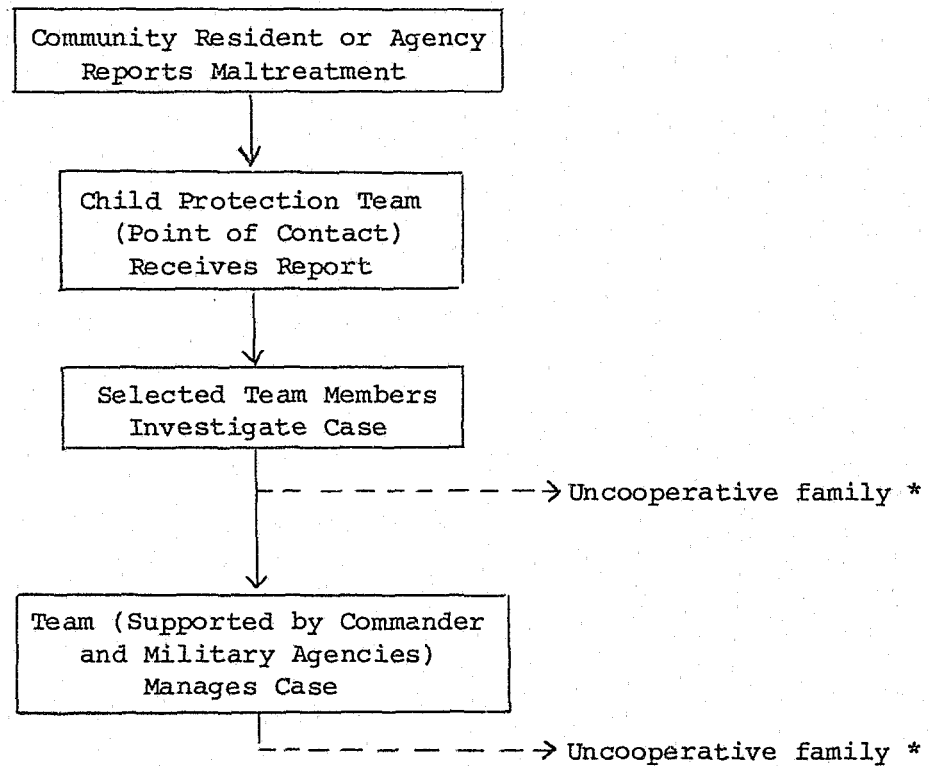 Community Resident or Agency
Reports Maltreatment
Child Protection Team
(Point of Contact)
Receives Report
Selected Team Members
Investigate Case
Uncooperative family *
Team (Supported by Commander
and Military Agencies)
Manages Case
Uncooperative family *